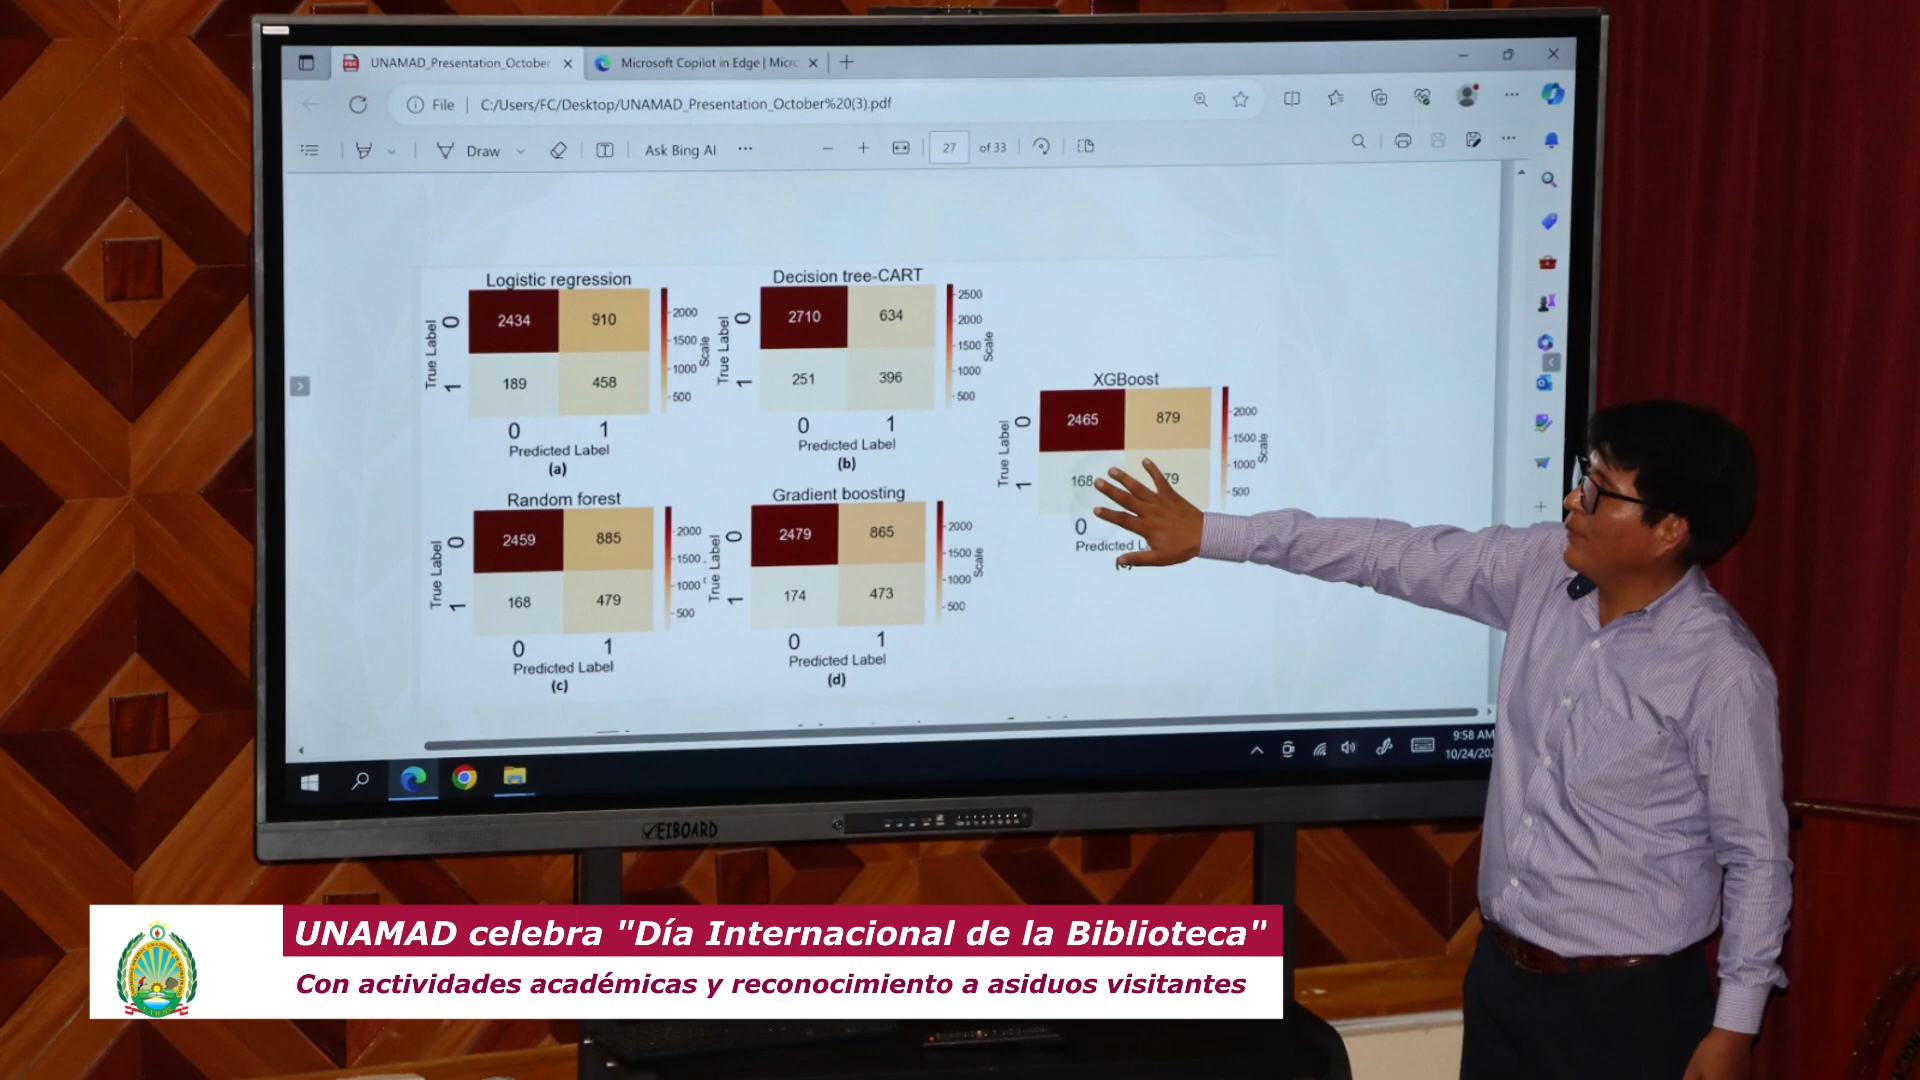 UNAMAD_Presentation_October
Microsoft Copilot in Edge | Micro
File
C:/Users/FC/Desktop/UNAMAD_Presentation_October%20(3).pdf
Draw
Ask Bing AI
27 of 33
Logistic regression
2434 910
189 458
True Label
0
1
0 1
Predicted Label
(a)
2000
1500
1000
500
Scale
Decision tree-CART
2710 634
251 396
True Label
0
1
0 1
Predicted Label
(b)
2500
2000
1500
1000
500
Scale
XGBoost
2465 879
168 79
True Label
0
1
0
Predicted L
2000
1500
1000
500
Scale
Random forest
2459 885
168 479
True Label
0
1
0 1
Predicted Label
(c)
2000
1500
1000
500
Gradient boosting
2479 865
174 473
True Label
0
1
0 1
Predicted Label
(d)
2000
1500
1000
500
Scale
9:58 AM
10/24/20
EIBOARD
UNAMAD celebra "Día Internacional de la Biblioteca"
Con actividades académicas y reconocimiento a asiduos visitantes